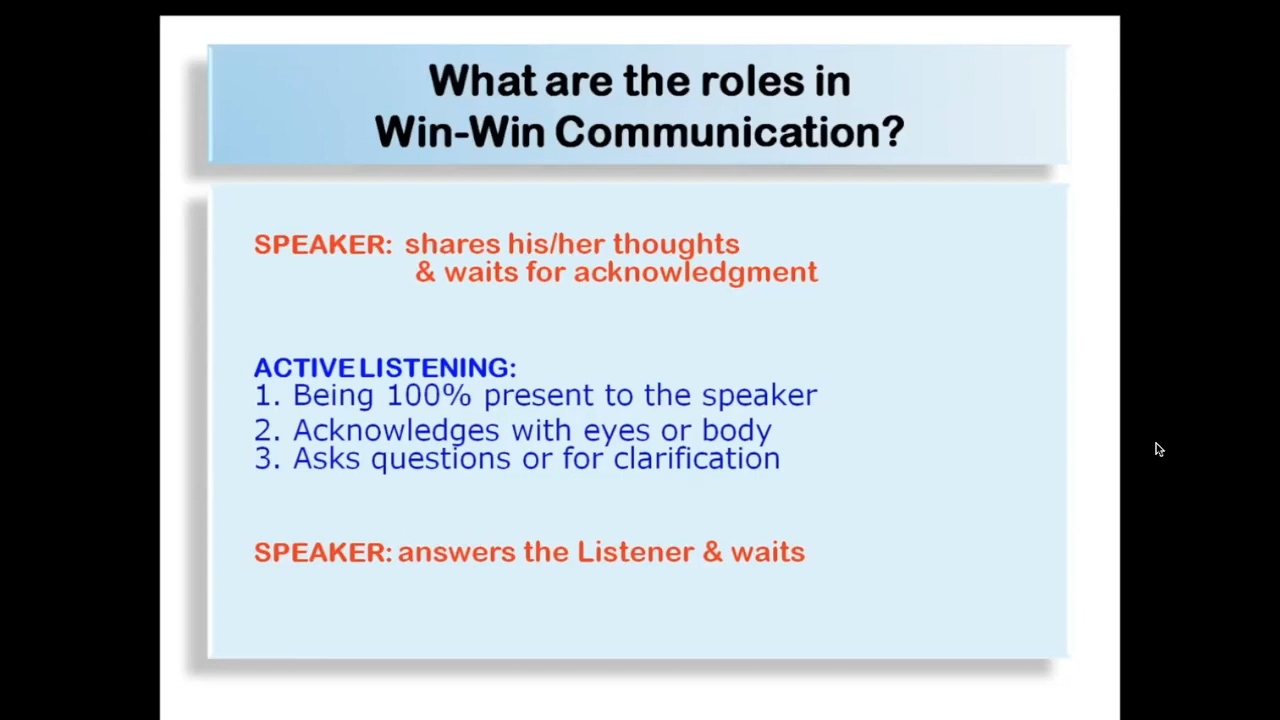 What are the roles in
Win-Win Communication?
SPEAKER: shares his/her thoughts
& waits for acknowledgment
ACTIVE LISTENING:
1. Being 100% present to the speaker
2. Acknowledges with eyes or body
3. Asks questions or for clarification
SPEAKER: answers the Listener & waits